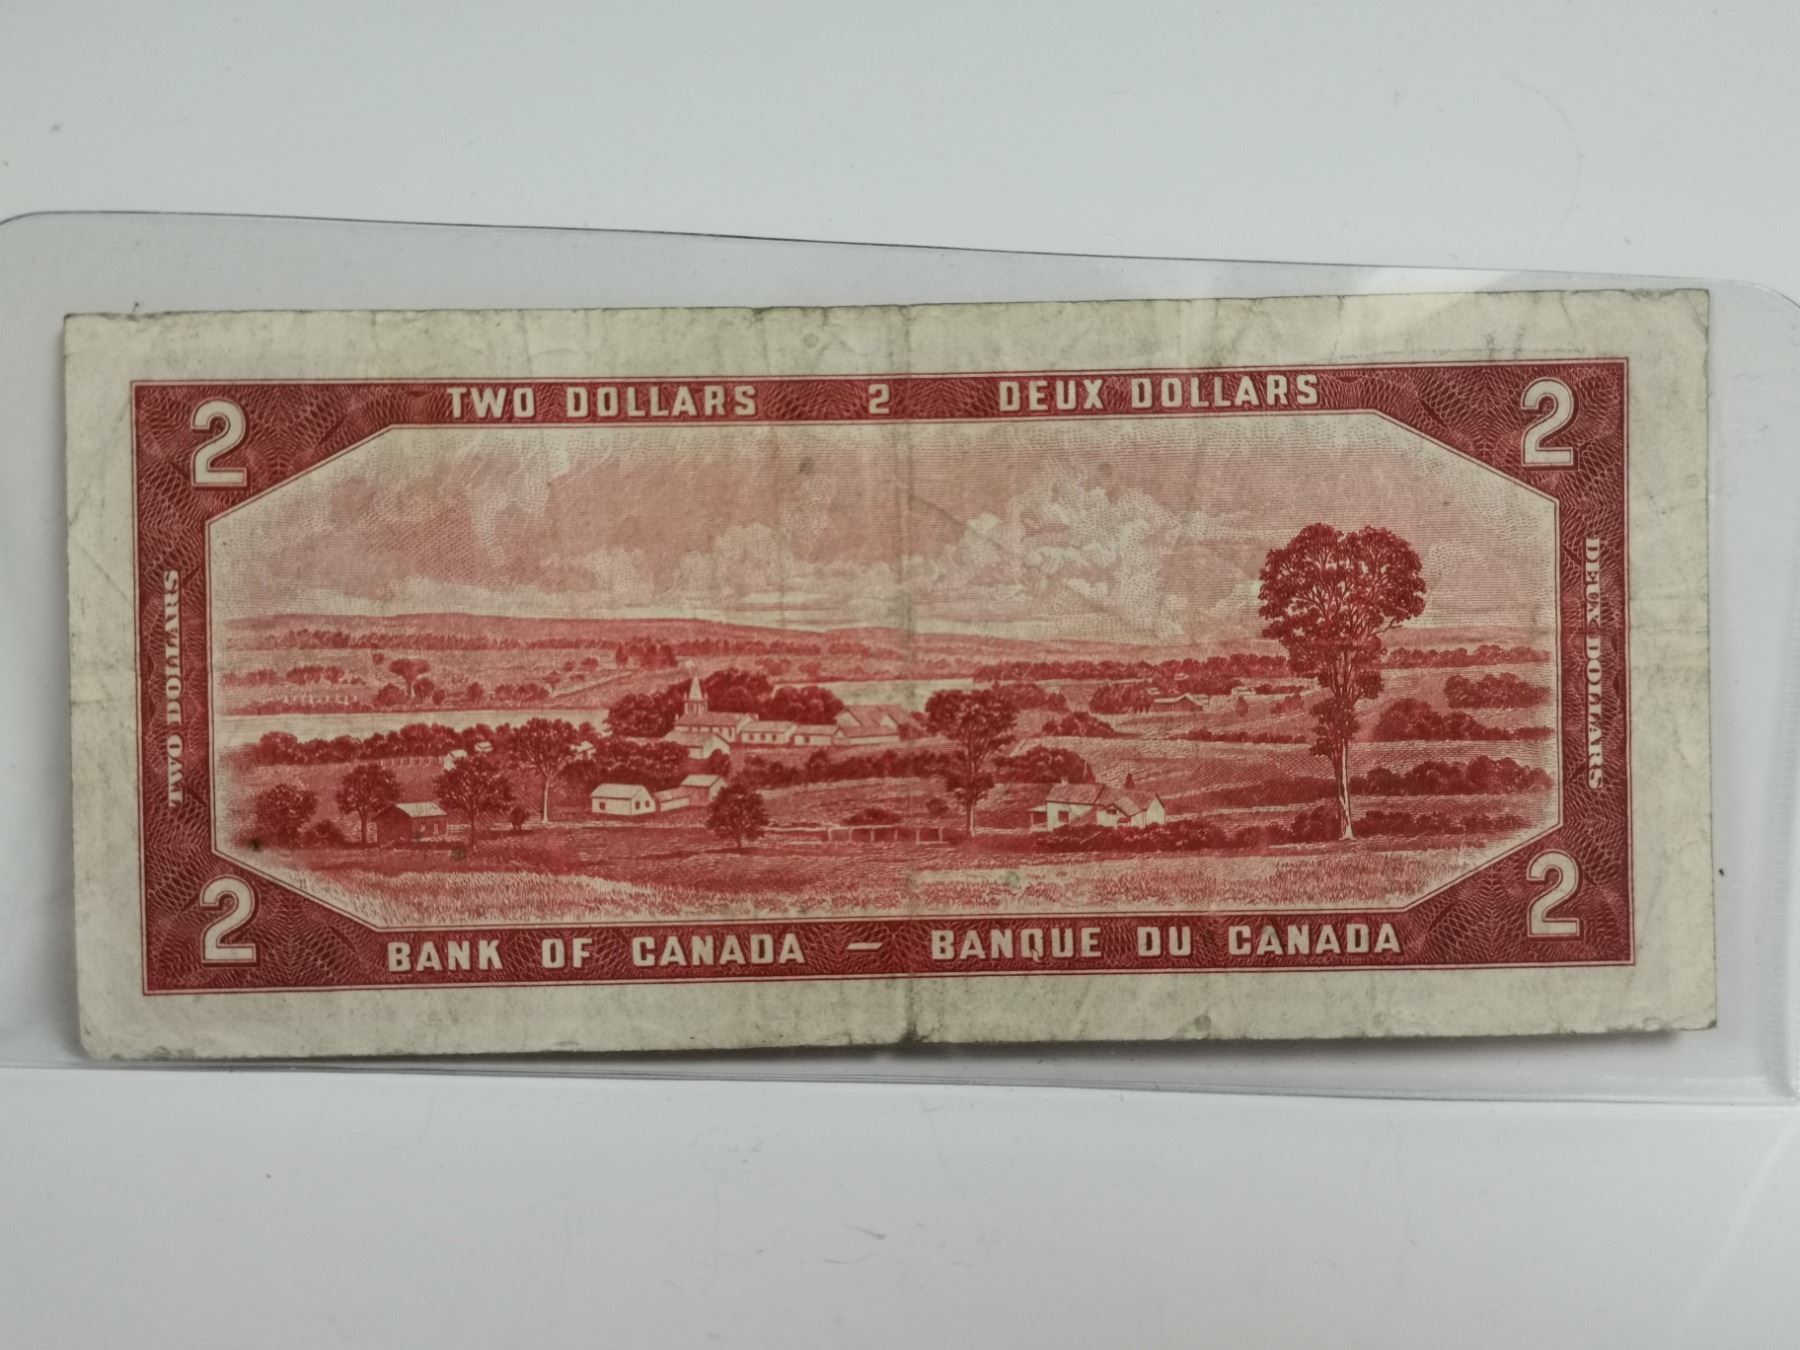 TWO DOLLARS 2 DEUX DOLLARS
2 2
TWO DOLLARS
DEUX DOLLARS
2 2
BANK OF CANADA — BANQUE DU CANADA